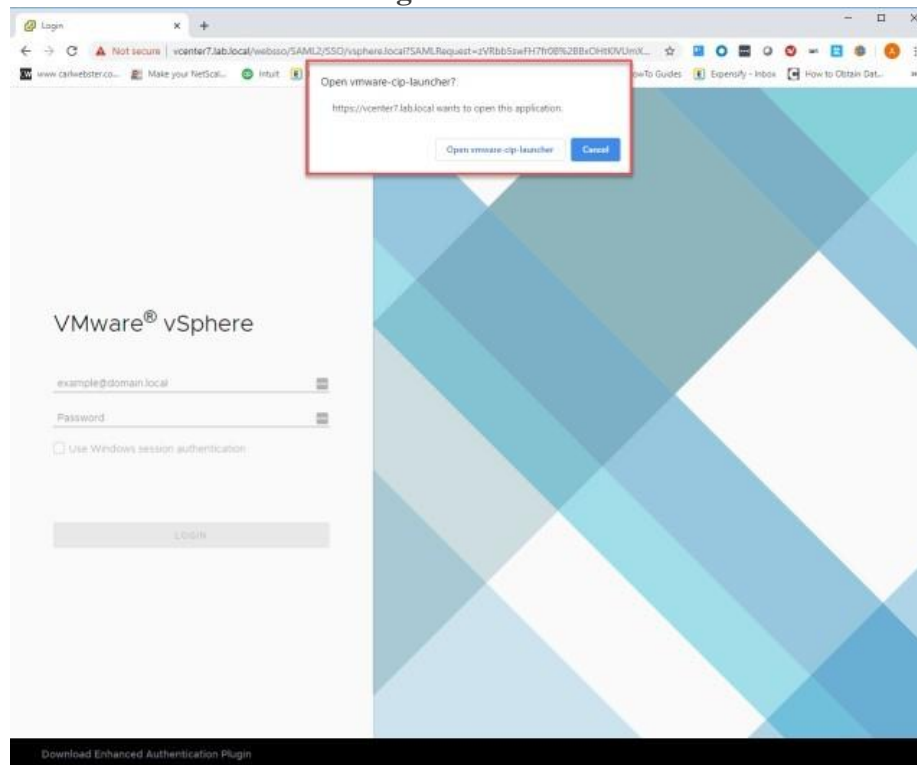 Login
Not secure | vcenter7.lab.local/websso/SAML2/SSO/vsphere.local?SAMLRequest=
www.carlwebster.co... Make your NetScal... Intuit
owTo Guides Expensify - Inbox How to Obtain Dat...
Open vmware-cip-launcher?
https://vcenter7.lab.local wants to open this application.
Open vmware-cip-launcher Cancel
VMware® vSphere
example@domain.local
Password
Use Windows session authentication
LOGIN
Download Enhanced Authentication Plugin